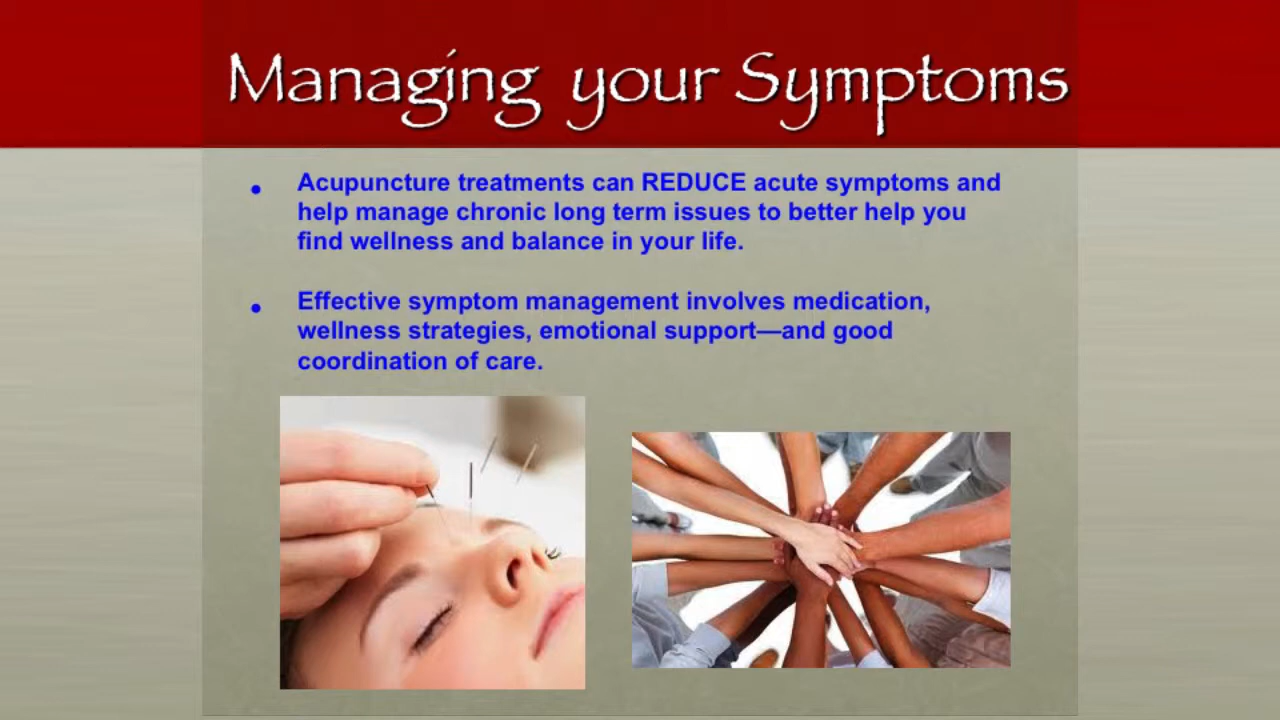 Managing your Symptoms
• Acupuncture treatments can REDUCE acute symptoms and
help manage chronic long term issues to better help you
find wellness and balance in your life.
• Effective symptom management involves medication,
wellness strategies, emotional support—and good
coordination of care.